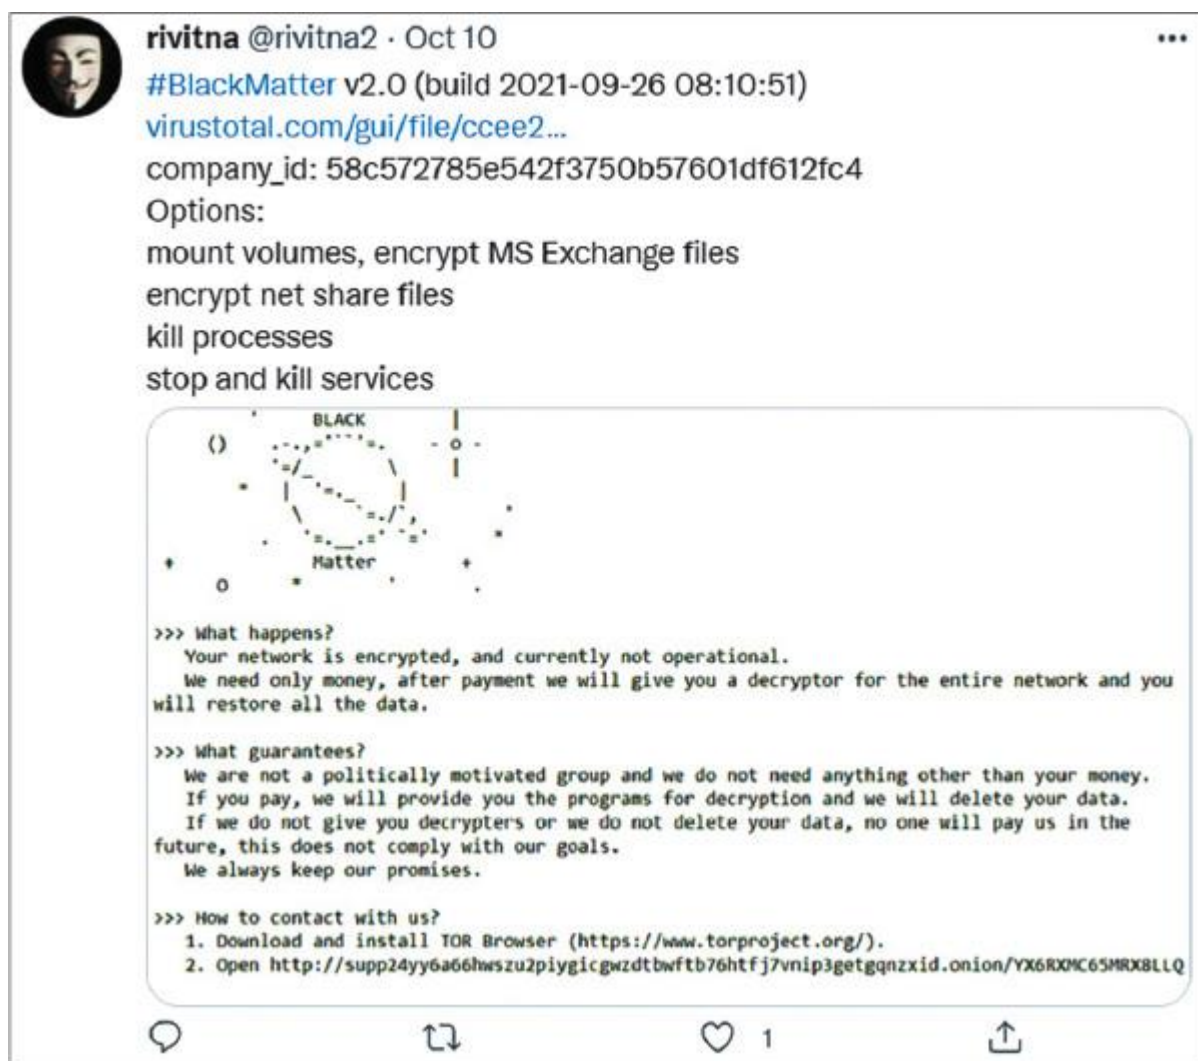 rivitna @rivitna2 · Oct 10
#BlackMatter v2.0 (build 2021-09-26 08:10:51)
virustotal.com/gui/file/ccee2...
company_id: 58c572785e542f3750b57601df612fc4
Options:
mount volumes, encrypt MS Exchange files
encrypt net share files
kill processes
stop and kill services
BLACK
Matter
>>> What happens?
Your network is encrypted, and currently not operational.
We need only money, after payment we will give you a decryptor for the entire network and you
will restore all the data.
>>> What guarantees?
We are not a politically motivated group and we do not need anything other than your money.
If you pay, we will provide you the programs for decryption and we will delete your data.
If we do not give you decrypters or we do not delete your data, no one will pay us in the
future, this does not comply with our goals.
We always keep our promises.
>>> How to contact with us?
1. Download and install TOR Browser (https://www.torproject.org/).
2. Open http://supp24yy6a66hwszu2piygicgwzdtbwftb76htfj7vnip3getgqnzxid.onion/YX6RXMC65MRX8LLQ
1